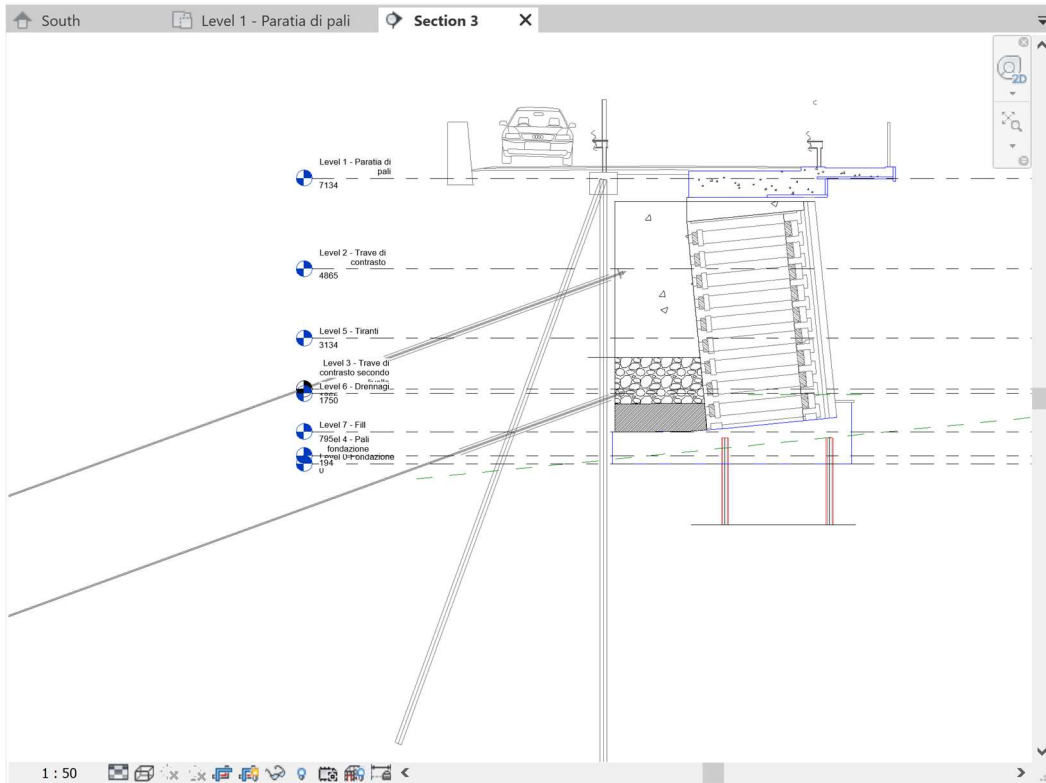 South
Level 1 - Paratia di pali
Section 3
2D
Level 1 - Paratia di
pali
7134
Level 2 - Trave di
contrasto
4865
Level 5 - Tiranti
3134
Level 3 - Trave di
contrasto secondo
Level 6 - Drennagi
1750
Level 7 - Fill
795
el 4 - Pali
fondazione
Level 0-Fondazione
194
0
1 : 50